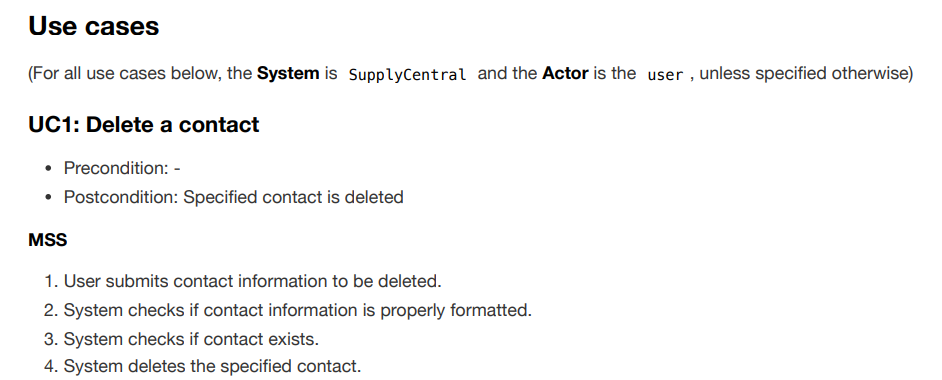 Use cases
(For all use cases below, the System is SupplyCentral and the Actor is the user , unless specified otherwise)
UC1: Delete a contact
• Precondition: -
• Postcondition: Specified contact is deleted
MSS
1. User submits contact information to be deleted.
2. System checks if contact information is properly formatted.
3. System checks if contact exists.
4. System deletes the specified contact.